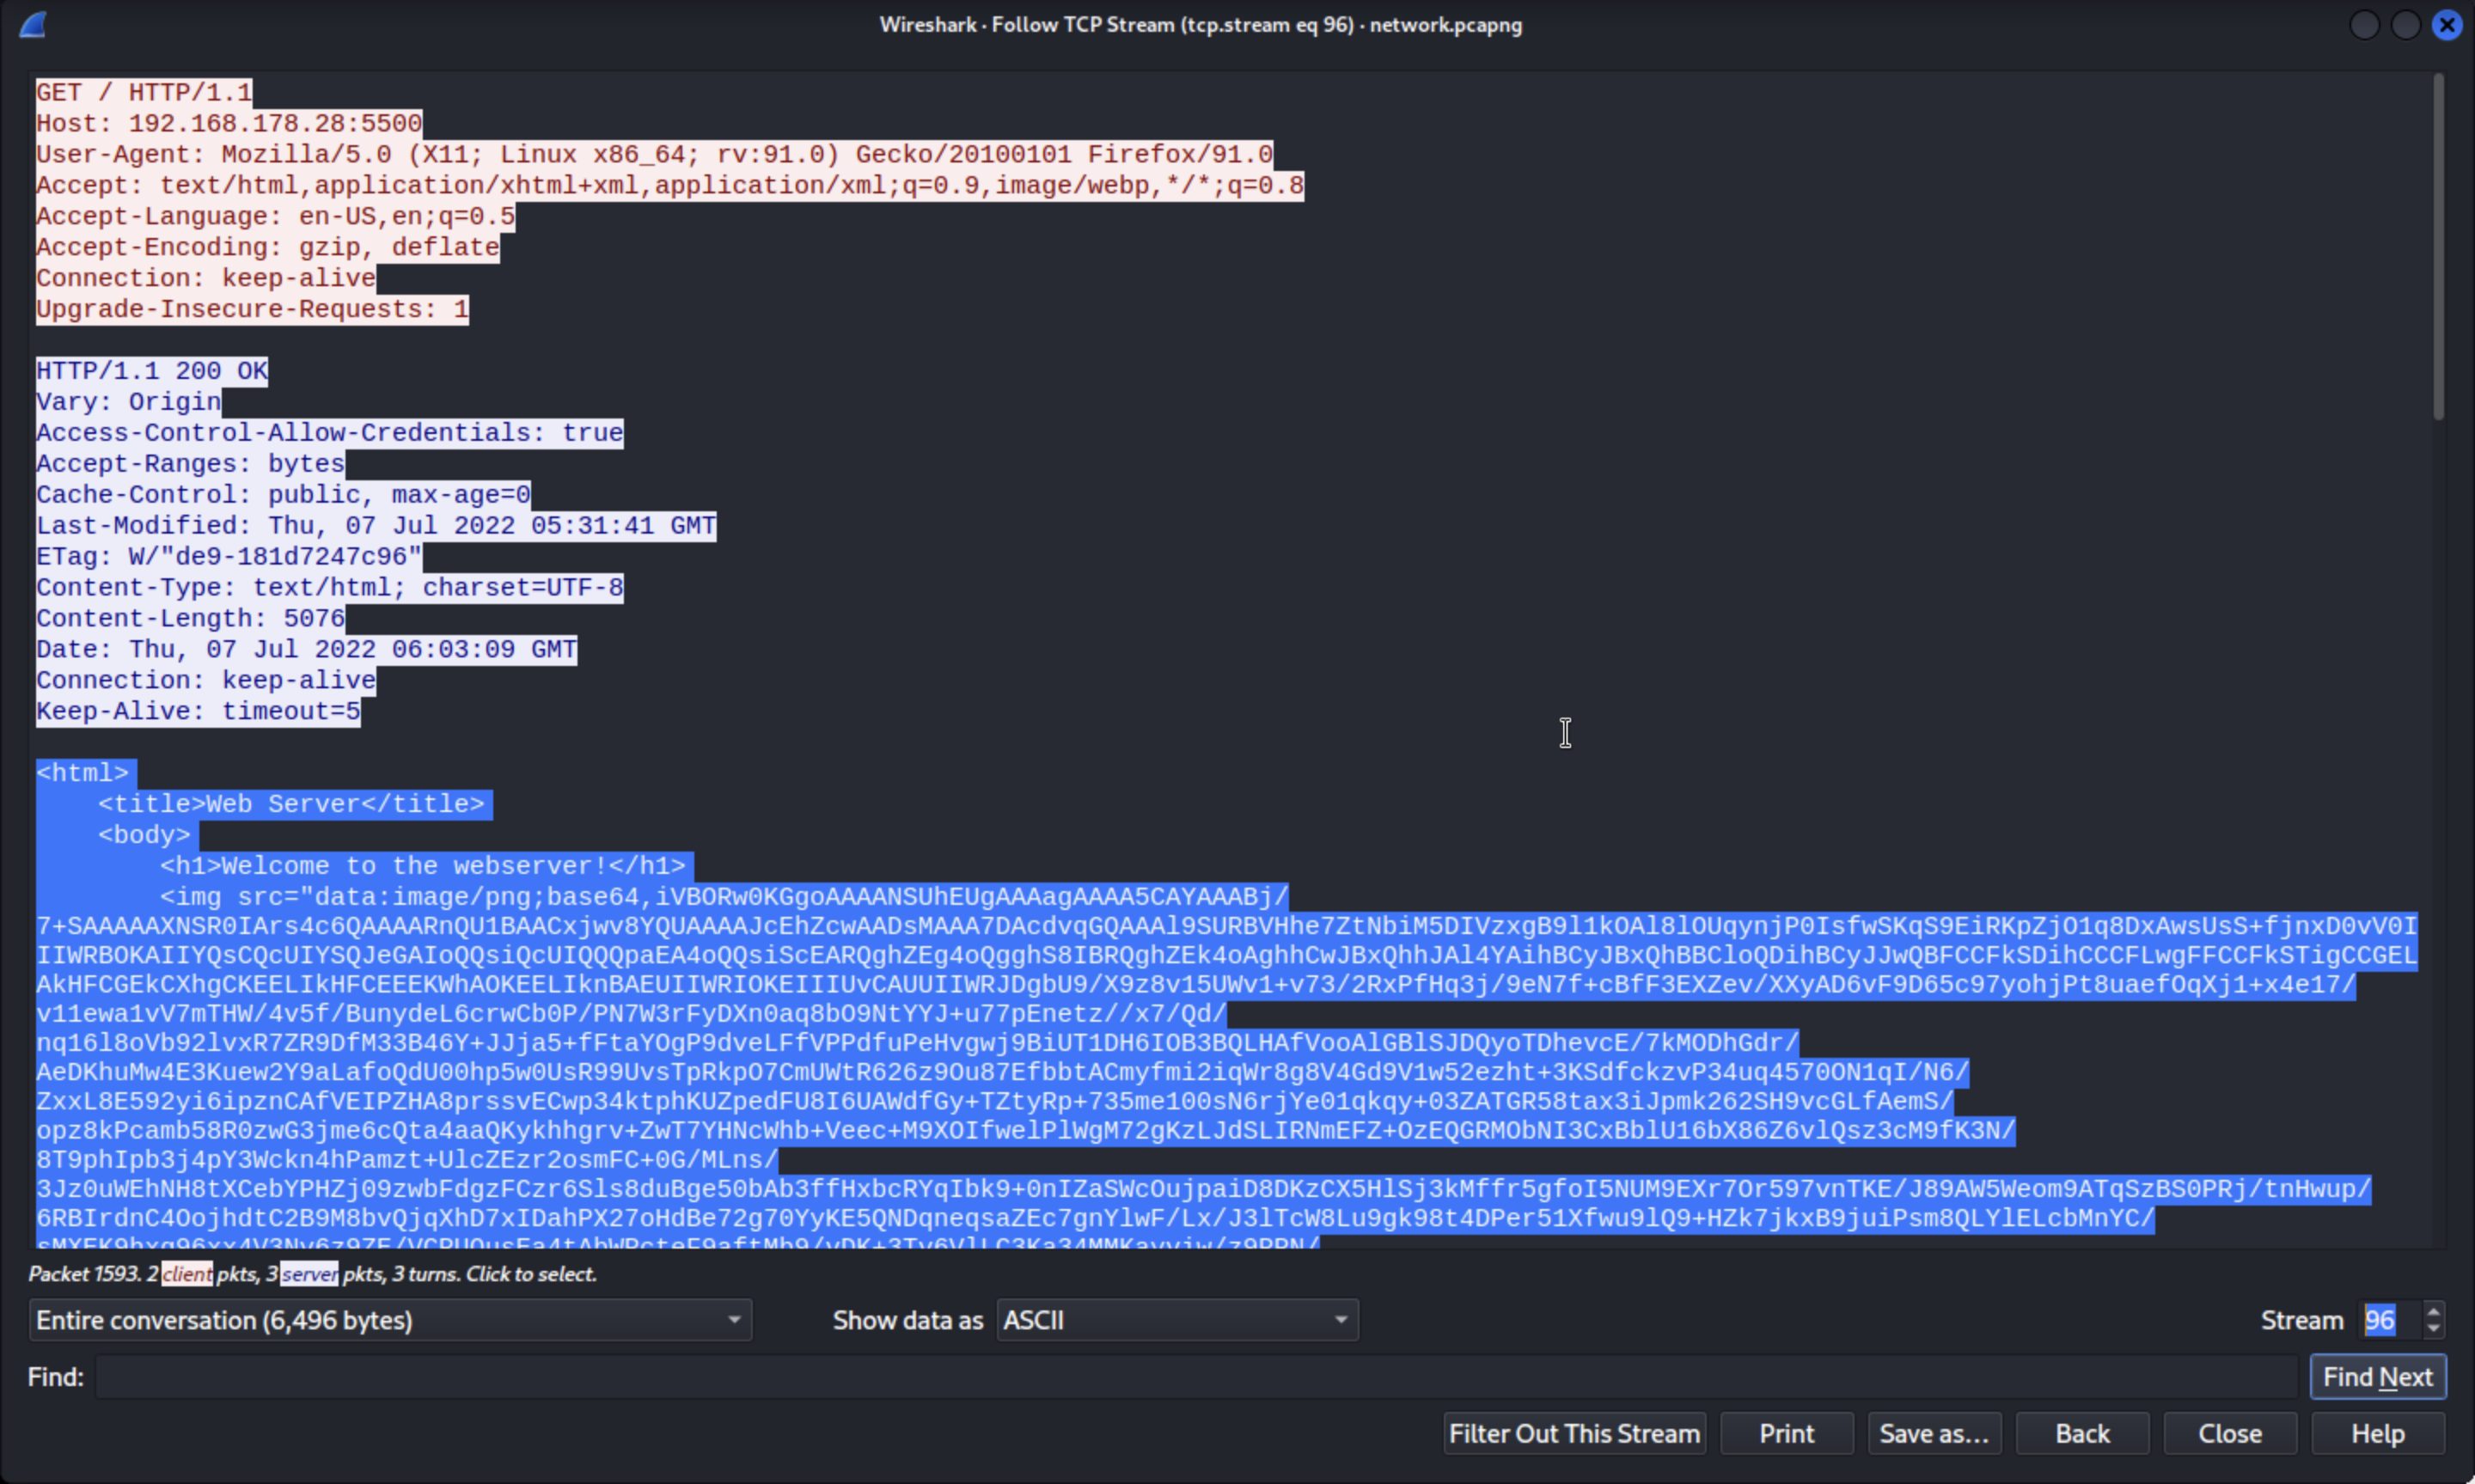 Wireshark · Follow TCP Stream (tcp.stream eq 96) · network.pcapng
GET / HTTP/1.1
Host: 192.168.178.28:5500
User-Agent: Mozilla/5.0 (X11; Linux x86_64; rv:91.0) Gecko/20100101 Firefox/91.0
Accept: text/html,application/xhtml+xml,application/xml;q=0.9,image/webp,*/*;q=0.8
Accept-Language: en-US,en;q=0.5
Accept-Encoding: gzip, deflate
Connection: keep-alive
Upgrade-Insecure-Requests: 1
HTTP/1.1 200 OK
Vary: Origin
Access-Control-Allow-Credentials: true
Accept-Ranges: bytes
Cache-Control: public, max-age=0
Last-Modified: Thu, 07 Jul 2022 05:31:41 GMT
ETag: W/"de9-181d7247c96"
Content-Type: text/html; charset=UTF-8
Content-Length: 5076
Date: Thu, 07 Jul 2022 06:03:09 GMT
Connection: keep-alive
Keep-Alive: timeout=5
<html>
<title>Web Server</title>
<body>
<h1>Welcome to the webserver!</h1>
<img src="data:image/png;base64,iVBORw0KGgoAAAANSUhEUgAAAagAAAA5CAYAAABj/
7+SAAAAAXNSR0IArs4c6QAAAARnQU1BAACxjwv8YQUAAAAJcEhZcwAADsMAAA7DAcdvqGQAAAl9SURBVHhe7ZtNbiM5DIVzxgB9l1kOAl8lOUqynjP0IsfwSKqS9EiRKpZjO1q8DxAwsUsS+fjnxD0vV0I
IIWRBOKAIIYQsCQcUIYSQJeGAIoQQsiQcUIQQQpaEA4oQQsiScEARQghZEg4oQgghS8IBRQghZEk4oAghhCwJBxQhhJAl4YAihBCyJBxQhBBCloQDihBCyJJwQBFCCFkSDihCCCFLwgFFCCFkSTigCCGEL
AkHFCGEkCXhgCKEELIkHFCEEEKWhAOKEELIknBAEUIIWRIOKEIIIUvCAUUIIWRJDgbU9/X9z8v15UWv1+v73/2RxPfHq3j/9eN7f+cBfF3EXZev/XXyAD6vF9D65c97yohjPt8uaefOqXj1+x4e17/
v11ewa1vV7mTHW/4v5f/BunydeL6crwCb0P/PN7W3rFyDXn0aq8bO9NtYYJ+u77pEnetz//x7/Qd/
nq16l8oVb92lvxR7ZR9DfM33B46Y+JJja5+fFtaYOgP9dveLFfVPPdfuPeHvgwj9BiUT1DH6IOB3BQLHAfVooAlGBlSJDQyoTDhevcE/7kMODhGdr/
AeDKhuMw4E3Kuew2Y9aLafoQdU00hp5w0UsR99UvsTpRkpO7CmUWtR626z9Ou87EfbbtACmyfmi2iqWr8g8V4Gd9V1w52ezht+3KSdfckzvP34uq4570ON1qI/N6/
ZxxL8E592yi6ipznCAfVEIPZHA8prssvECwp34ktphKUZpedFU8I6UAWdfGy+TZtyRp+735me100sN6rjYe01qkqy+03ZATGR58tax3iJpmk262SH9vcGLfAemS/
opz8kPcamb58R0zwG3jme6cQta4aaQKykhhgrv+ZwT7YHNcWhb+Veec+M9XOIfwelPlWgM72gKzLJdSLIRNmEFZ+OzEQGRMObNI3CxBblU16bX86Z6vlQsz3cM9fK3N/
8T9phIpb3j4pY3Wckn4hPamzt+UlcZEzr2osmFC+0G/MLns/
3Jz0uWEhNH8tXCebYPHZj09zwbFdgzFCzr6Sls8duBge50bAb3ffHxbcRYqIbk9+0nIZaSWcOujpaiD8DKzCX5HlSj3kMffr5gfoI5NUM9EXr7Or597vnTKE/J89AW5Weom9ATqSzBS0PRj/tnHwup/
6RBIrdnC4OojhdtC2B9M8bvQjqXhD7xIDahPX27oHdBe72g70YyKE5QNDqneqsaZEc7gnYlwF/Lx/J3lTcW8Lu9gk98t4DPer51Xfwu9lQ9+HZk7jkxB9juiPsm8QLYlELcbMnYC/
Packet 1593. 2 client pkts, 3 server pkts, 3 turns. Click to select.
Entire conversation (6,496 bytes)
Show data as ASCII
Stream 96
Find:
Find Next
Filter Out This Stream
Print
Save as…
Back
Close
Help